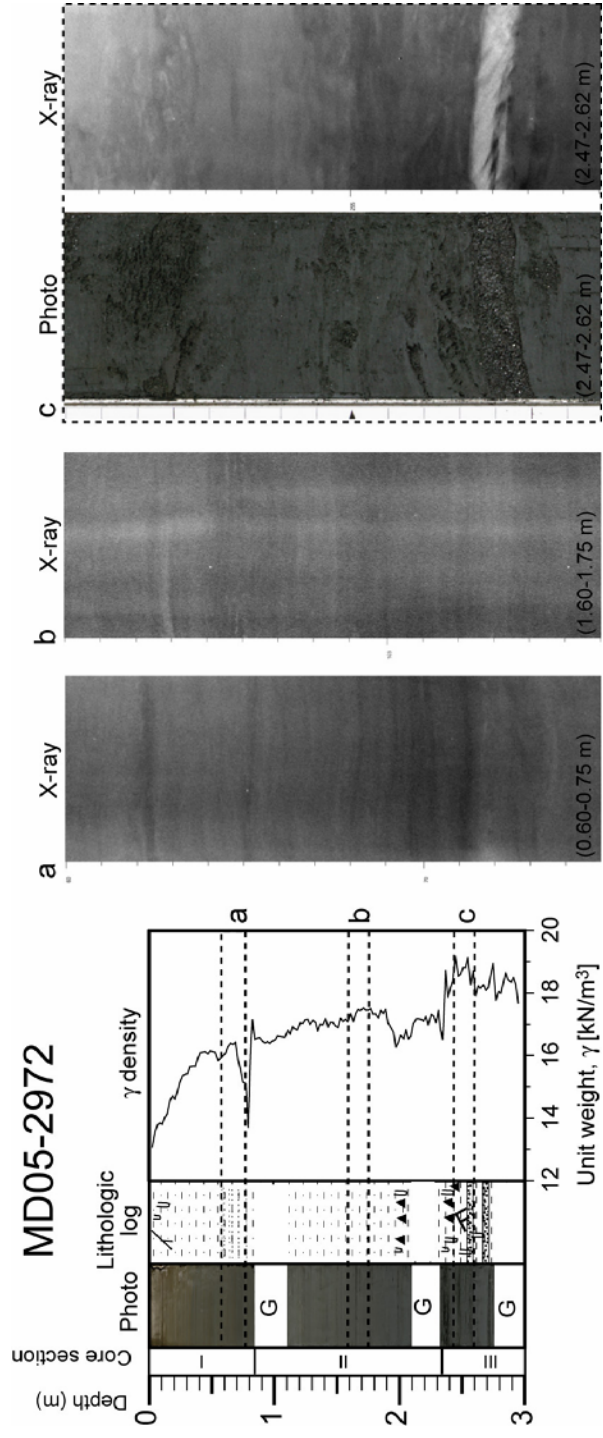 MD05-2972
Depth (m)
Core section
Photo
Lithologic
log
γ density
0
1
2
3
I
II
III
G
G
G
12
14
16
18
20
Unit weight, γ [kN/m³]
a
b
c
a
X-ray
(0.60-0.75 m)
b
X-ray
(1.60-1.75 m)
C
Photo
(2.47-2.62 m)
X-ray
(2.47-2.62 m)